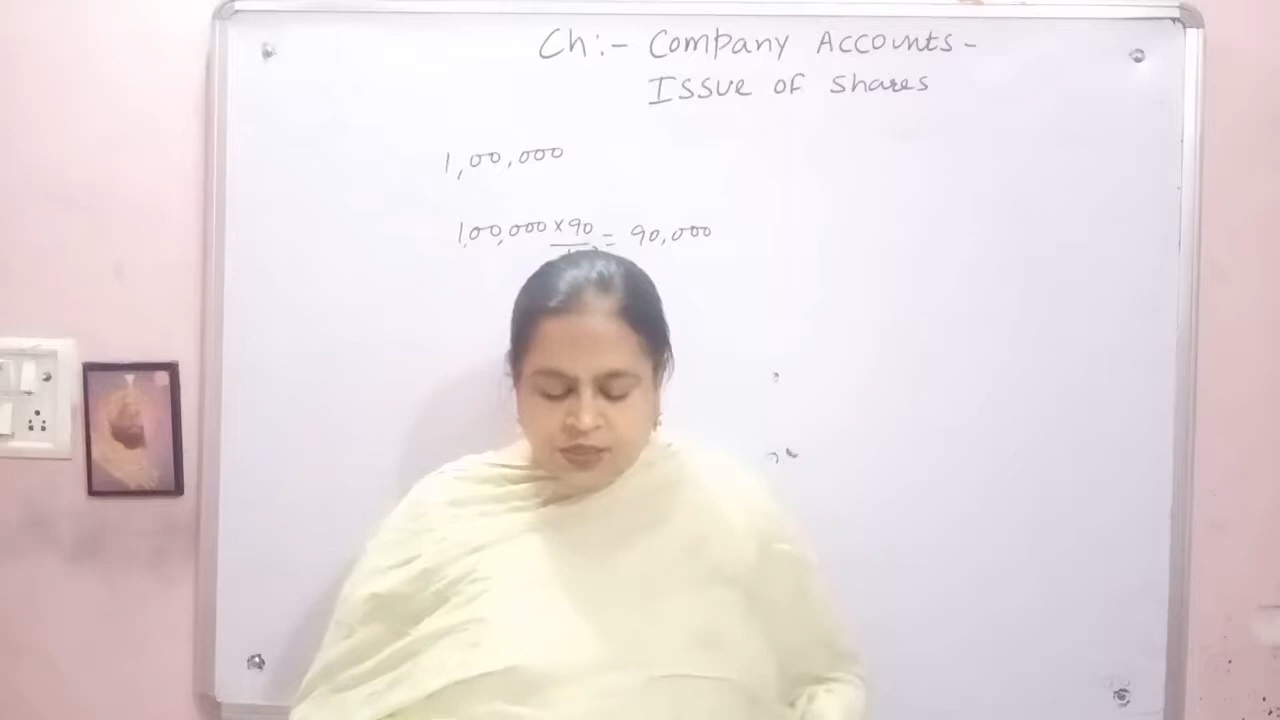 Ch:- Company Accounts -
Issue of Shares
1,00,000
1,00,000 × 90 = 90,000